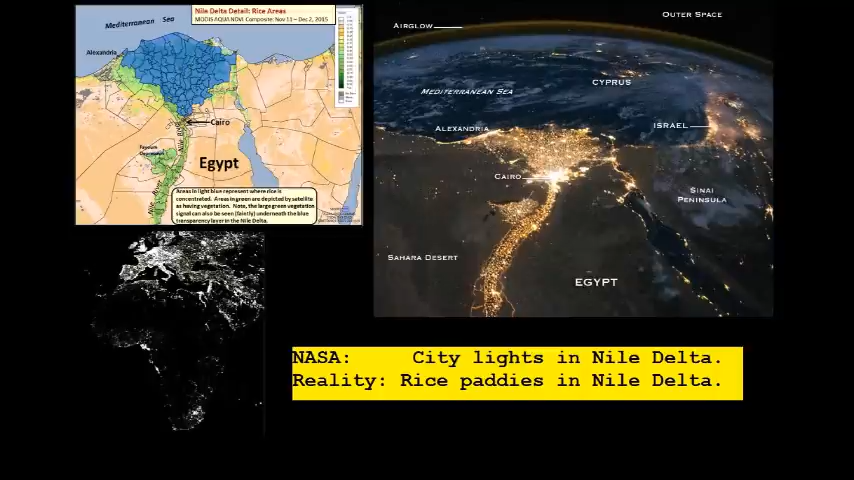 Nile Delta Detail: Rice Areas
MODIS AQUA NDVI Composite: Nov 11 – Dec 2, 2015
Mediterranean Sea
Alexandria
Cairo
Nile River
Egypt
Areas in light blue represent where rice is
concentrated. Areas in green are depicted by satellite
as having vegetation. Note, the large green vegetation
signal can also be seen (faintly) underneath the blue
transparency layer in the Nile Delta.
OUTER SPACE
AIRGLOW
CYPRUS
MEDITERRANEAN SEA
ALEXANDRIA
ISRAEL
CAIRO
SINAI
PENINSULA
SAHARA DESERT
EGYPT
NASA: City lights in Nile Delta.
Reality: Rice paddies in Nile Delta.